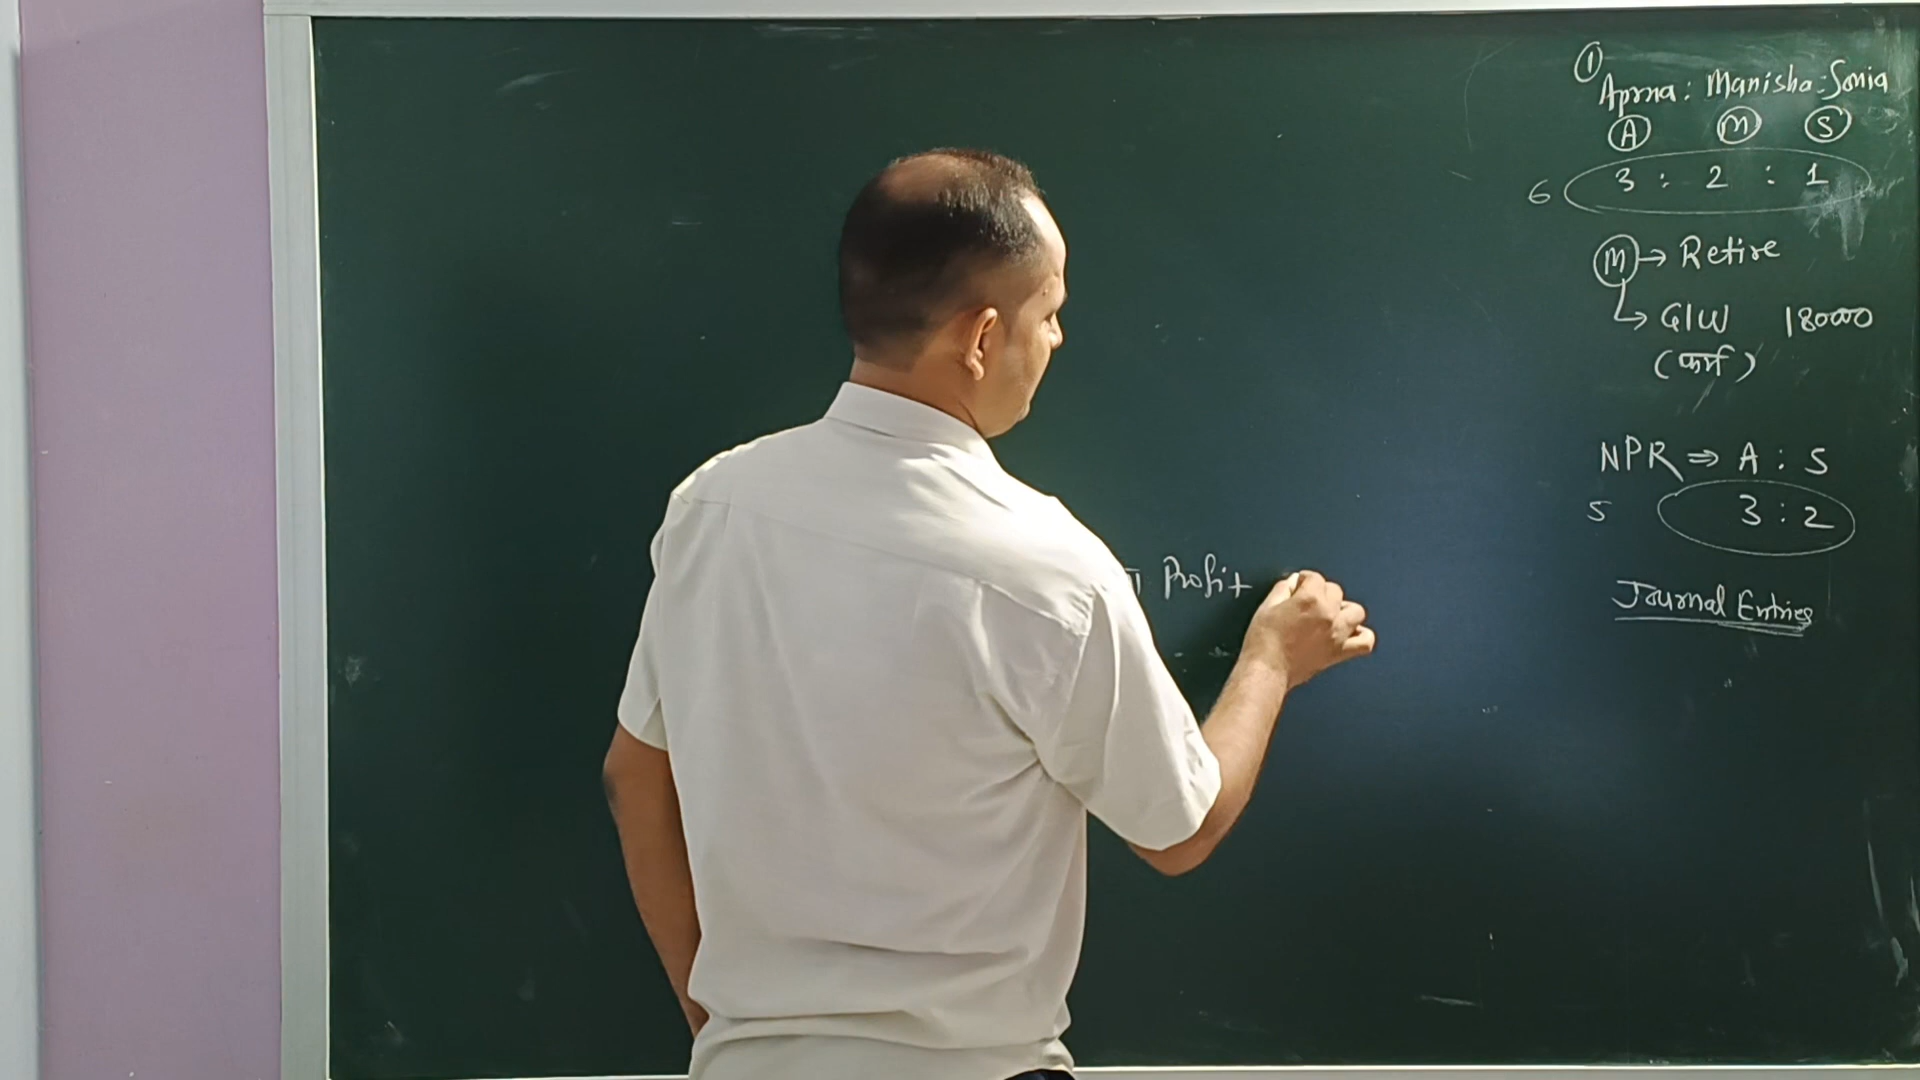 ①
Aprna : Manisha : Sonia
Ⓐ Ⓜ Ⓢ
6 3 : 2 : 1
Ⓜ → Retire
↳ G/W 18000
(फर्म)
NPR ⇒ A : S
5 3 : 2
Journal Entries
Profit